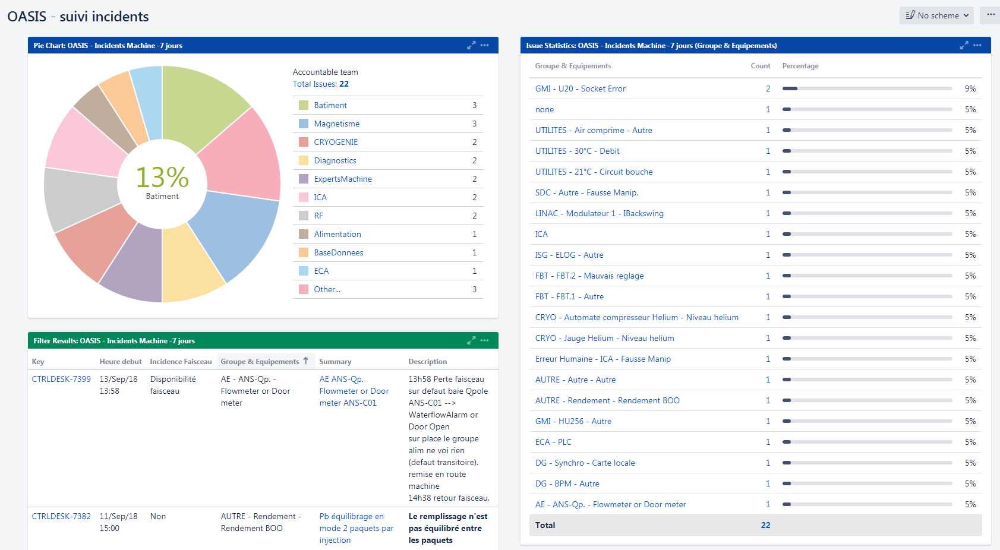 OASIS - suivi incidents
No scheme
Pie Chart: OASIS - Incidents Machine -7 jours
13%
Batiment
Accountable team
Total Issues: 22
Batiment 3
Magnetisme 3
CRYOGENIE 2
Diagnostics 2
ExpertsMachine 2
ICA 2
RF 2
Alimentation 1
BaseDonnees 1
ECA 1
Other... 3
Filter Results: OASIS - Incidents Machine -7 jours
Key Heure debut Incidence Faisceau Groupe & Equipements Summary Description
CTRLDESK-7399
13/Sep/18
13:58
Disponibilité
faisceau
AE - ANS-Qp. -
Flowmeter or Door
meter
AE ANS-Qp.
Flowmeter or Door
meter ANS-C01
13h58 Perte faisceau
sur defaut baie Qpole
ANS-C01 -->
WaterflowAlarm or
Door Open
sur place le groupe
alim ne voi rien
(defaut transitoire).
remise en route
machine
14h38 retour faisceau.
CTRLDESK-7382
11/Sep/18
15:00
Non
AUTRE - Rendement -
Rendement BOO
Pb équilibrage en
mode 2 paquets par
injection
Le remplissage n'est
pas équilibré entre
les paquets
Issue Statistics: OASIS - Incidents Machine -7 jours (Groupe & Equipements)
Groupe & Equipements Count Percentage
GMI - U20 - Socket Error 2 9%
none 1 5%
UTILITES - Air comprime - Autre 1 5%
UTILITES - 30°C - Debit 1 5%
UTILITES - 21°C - Circuit bouche 1 5%
SDC - Autre - Fausse Manip. 1 5%
LINAC - Modulateur 1 - IBackswing 1 5%
ICA 1 5%
ISG - ELOG - Autre 1 5%
FBT - FBT.2 - Mauvais reglage 1 5%
FBT - FBT.1 - Autre 1 5%
CRYO - Automate compresseur Helium - Niveau helium 1 5%
CRYO - Jauge Helium - Niveau helium 1 5%
Erreur Humaine - ICA - Fausse Manip 1 5%
AUTRE - Autre - Autre 1 5%
AUTRE - Rendement - Rendement BOO 1 5%
GMI - HU256 - Autre 1 5%
ECA - PLC 1 5%
DG - Synchro - Carte locale 1 5%
DG - BPM - Autre 1 5%
AE - ANS-Qp. - Flowmeter or Door meter 1 5%
Total 22